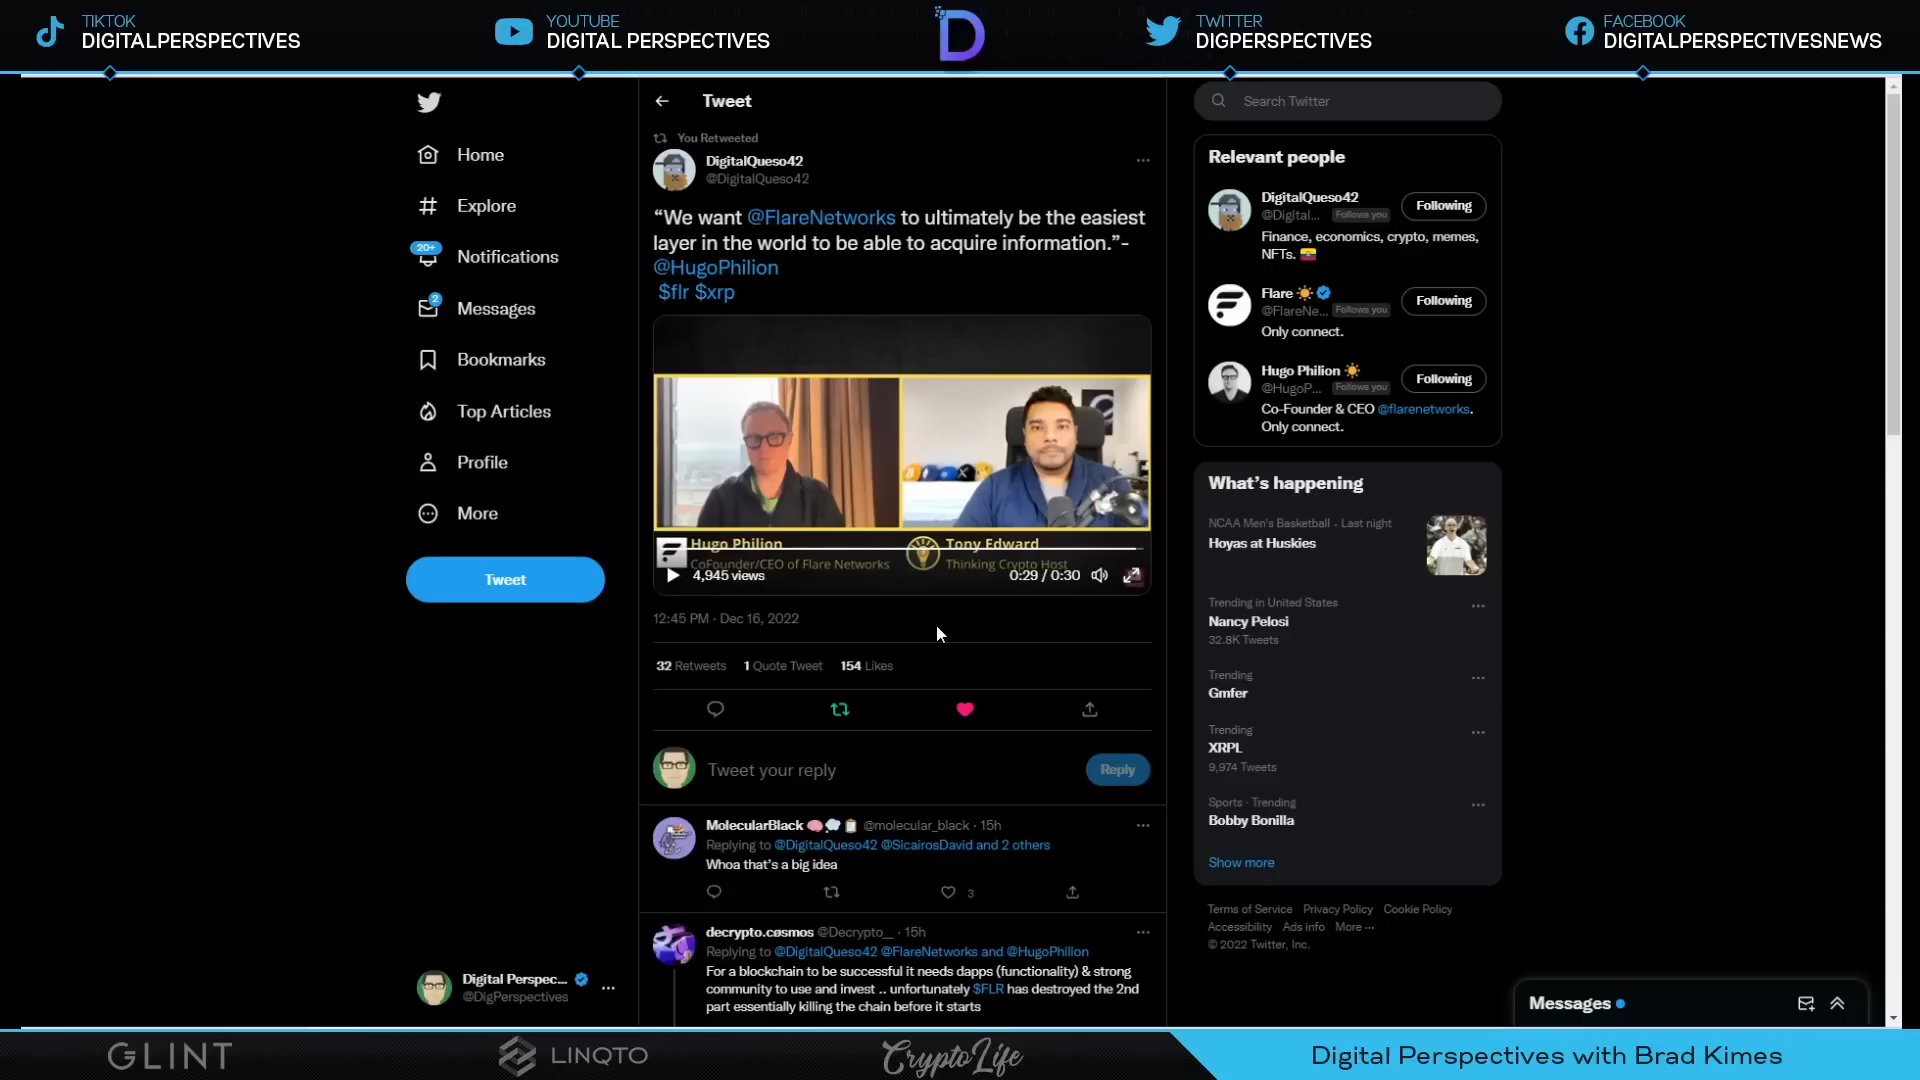 TIKTOK
DIGITALPERSPECTIVES
YOUTUBE
DIGITAL PERSPECTIVES
D
TWITTER
DIGPERSPECTIVES
FACEBOOK
DIGITALPERSPECTIVESNEWS
Home
Explore
20+
Notifications
2
Messages
Bookmarks
Top Articles
Profile
More
Tweet
Digital Perspec...
@DigPerspectives
Tweet
You Retweeted
DigitalQueso42
@DigitalQueso42
“We want @FlareNetworks to ultimately be the easiest
layer in the world to be able to acquire information.”-
@HugoPhilion
$flr $xrp
Hugo Philion
CoFounder/CEO of Flare Networks
Tony Edward
Thinking Crypto Host
4,945 views
0:29 / 0:30
12:45 PM · Dec 16, 2022
32 Retweets 1 Quote Tweet 154 Likes
Tweet your reply
Reply
MolecularBlack @molecular_black · 15h
Replying to @DigitalQueso42 @SicairosDavid and 2 others
Whoa that's a big idea
3
decrypto.cøsmos @Decrypto_ · 15h
Replying to @DigitalQueso42 @FlareNetworks and @HugoPhilion
For a blockchain to be successful it needs dapps (functionality) & strong
community to use and invest .. unfortunately $FLR has destroyed the 2nd
part essentially killing the chain before it starts
Search Twitter
Relevant people
DigitalQueso42
@Digital... Follows you
Following
Finance, economics, crypto, memes,
NFTs.
Flare
@FlareNe... Follows you
Following
Only connect.
Hugo Philion
@HugoP... Follows you
Following
Co-Founder & CEO @flarenetworks.
Only connect.
What's happening
NCAA Men's Basketball · Last night
Hoyas at Huskies
Trending in United States
Nancy Pelosi
32.8K Tweets
Trending
Gmfer
Trending
XRPL
9,974 Tweets
Sports · Trending
Bobby Bonilla
Show more
Terms of Service Privacy Policy Cookie Policy
Accessibility Ads info More ...
© 2022 Twitter, Inc.
Messages
GLINT
LINQTO
CryptoLife
Digital Perspectives with Brad Kimes